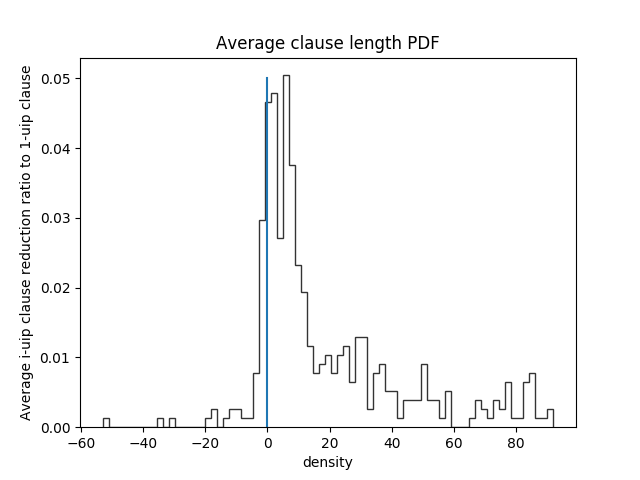 Average clause length PDF
Average i-uip clause reduction ratio to 1-uip clause
0.05
0.04
0.03
0.02
0.01
0.00
−60 −40 −20 0 20 40 60 80
density